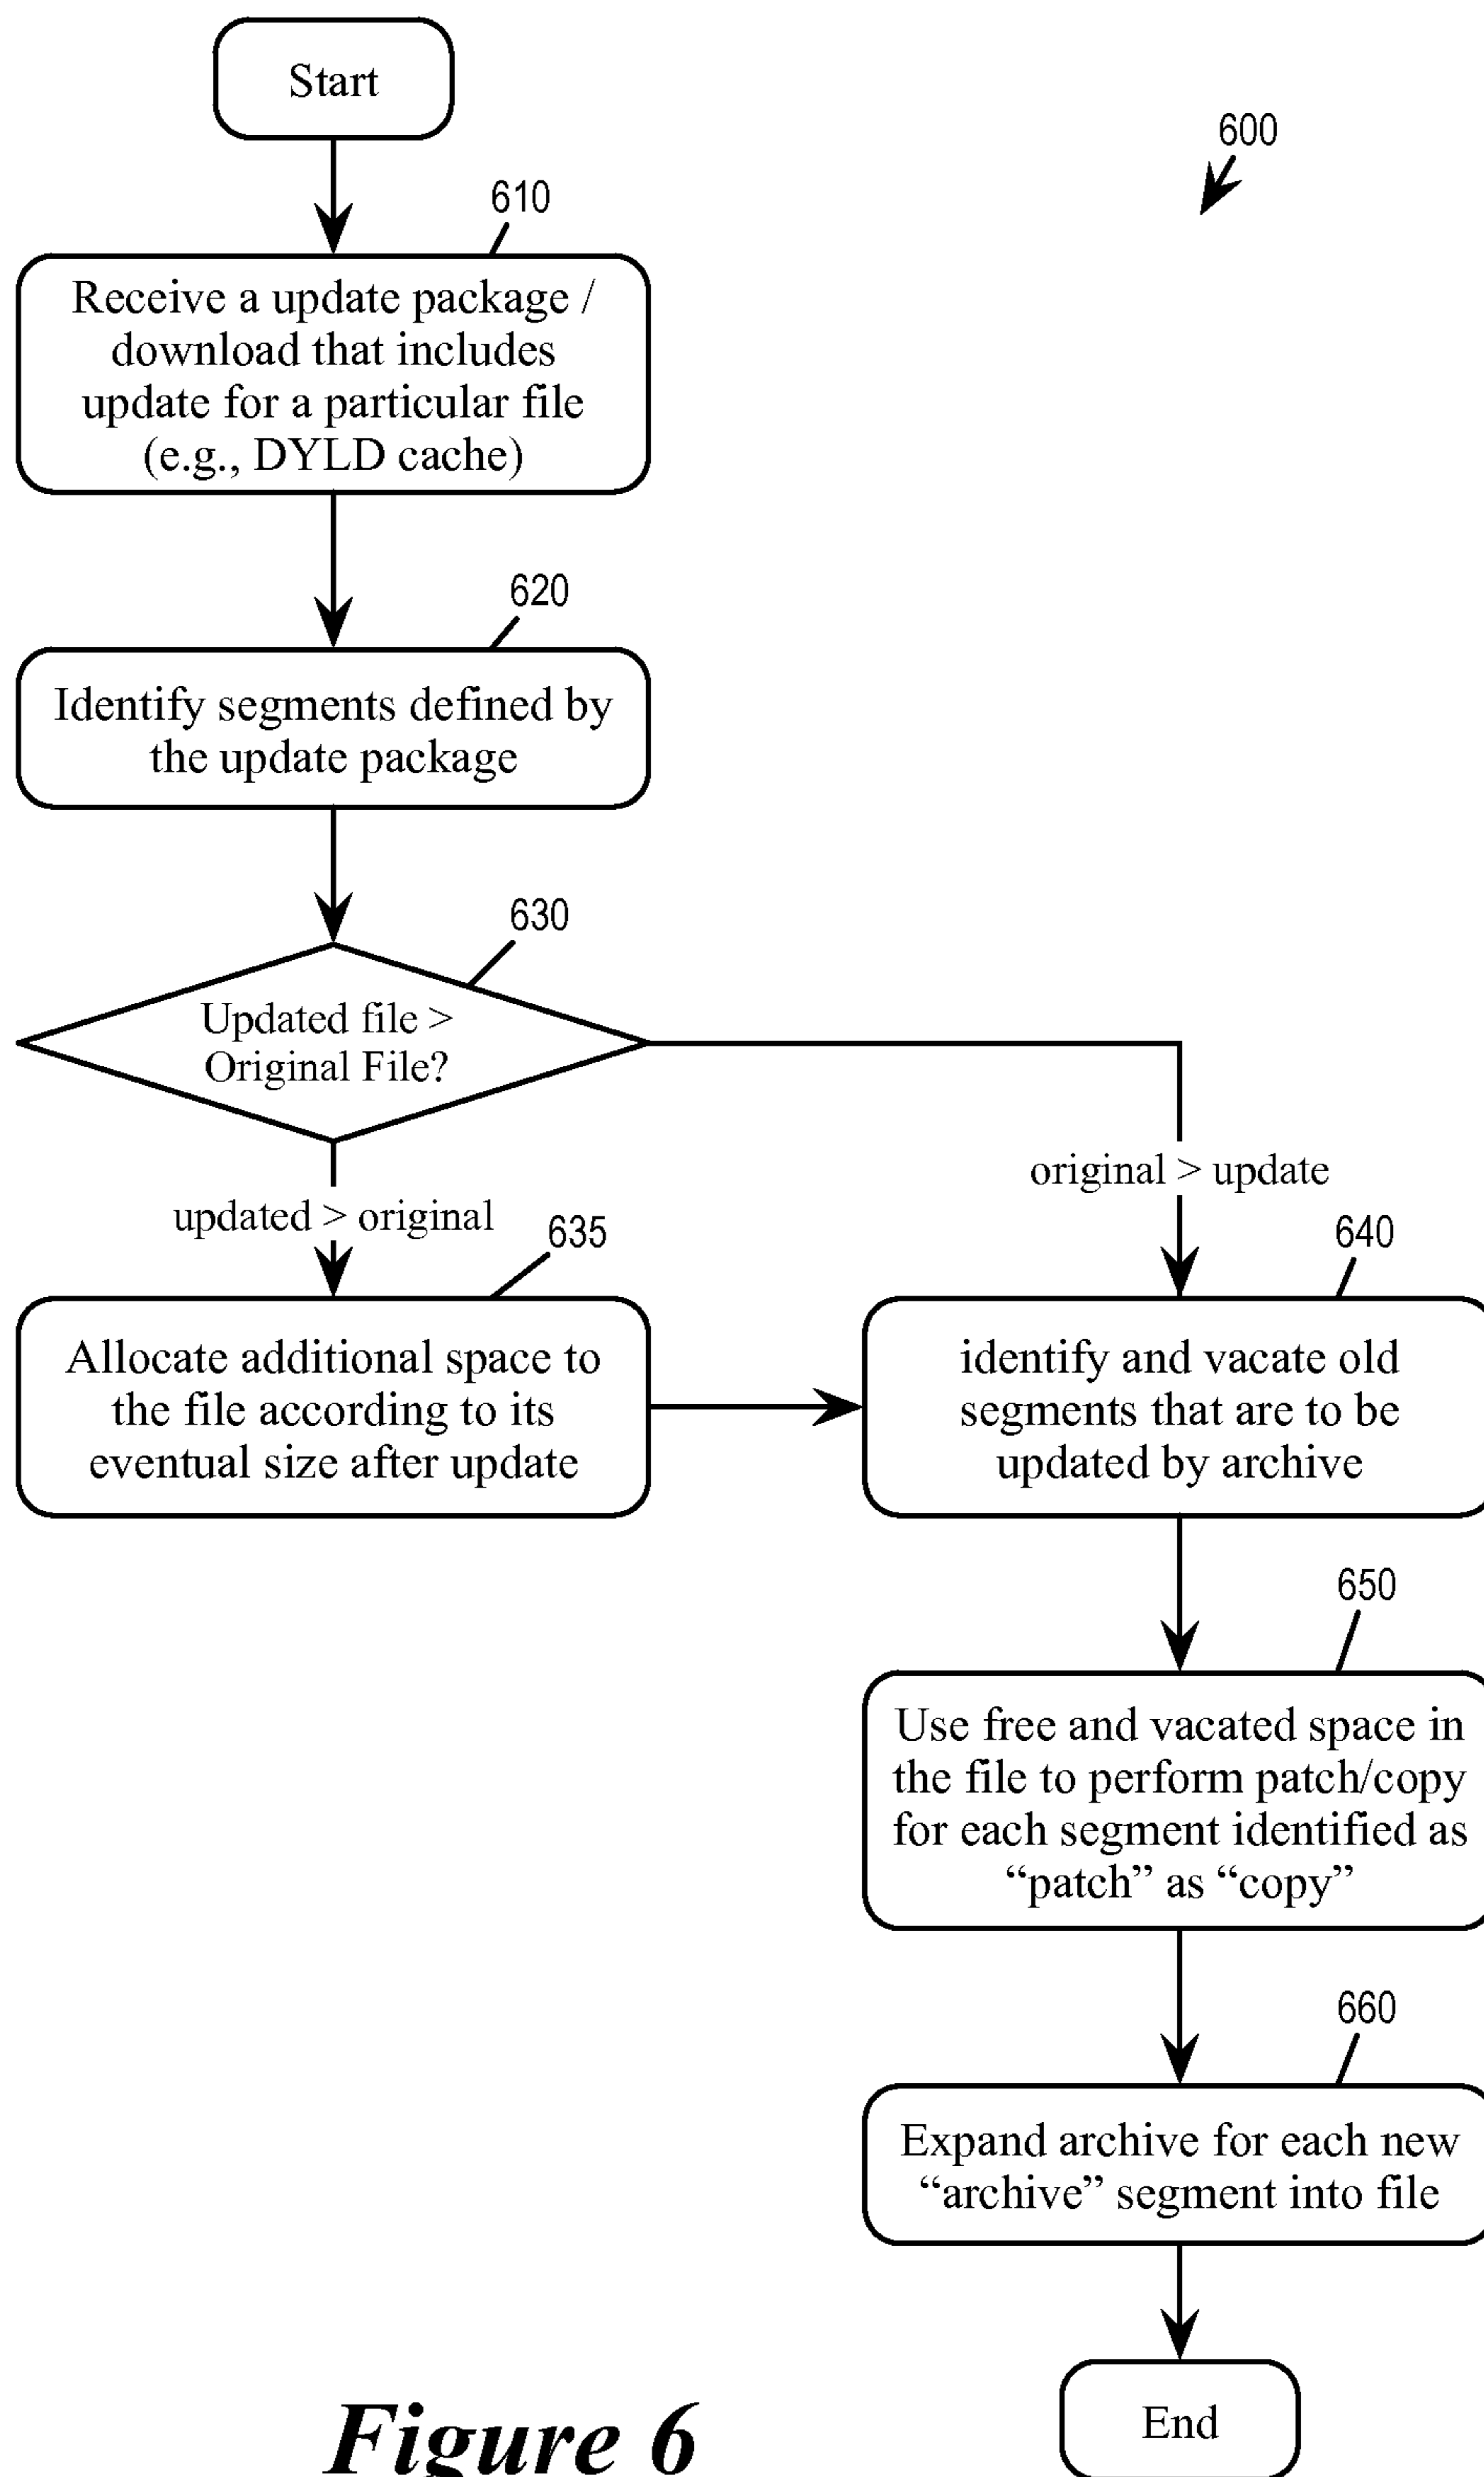 Start
600
610
Receive a update package /
download that includes
update for a particular file
(e.g., DYLD cache)
620
Identify segments defined by
the update package
630
Updated file >
Original File?
updated > original
original > update
635
Allocate additional space to
the file according to its
eventual size after update
640
identify and vacate old
segments that are to be
updated by archive
650
Use free and vacated space in
the file to perform patch/copy
for each segment identified as
“patch” as “copy”
660
Expand archive for each new
“archive” segment into file
End
Figure 6